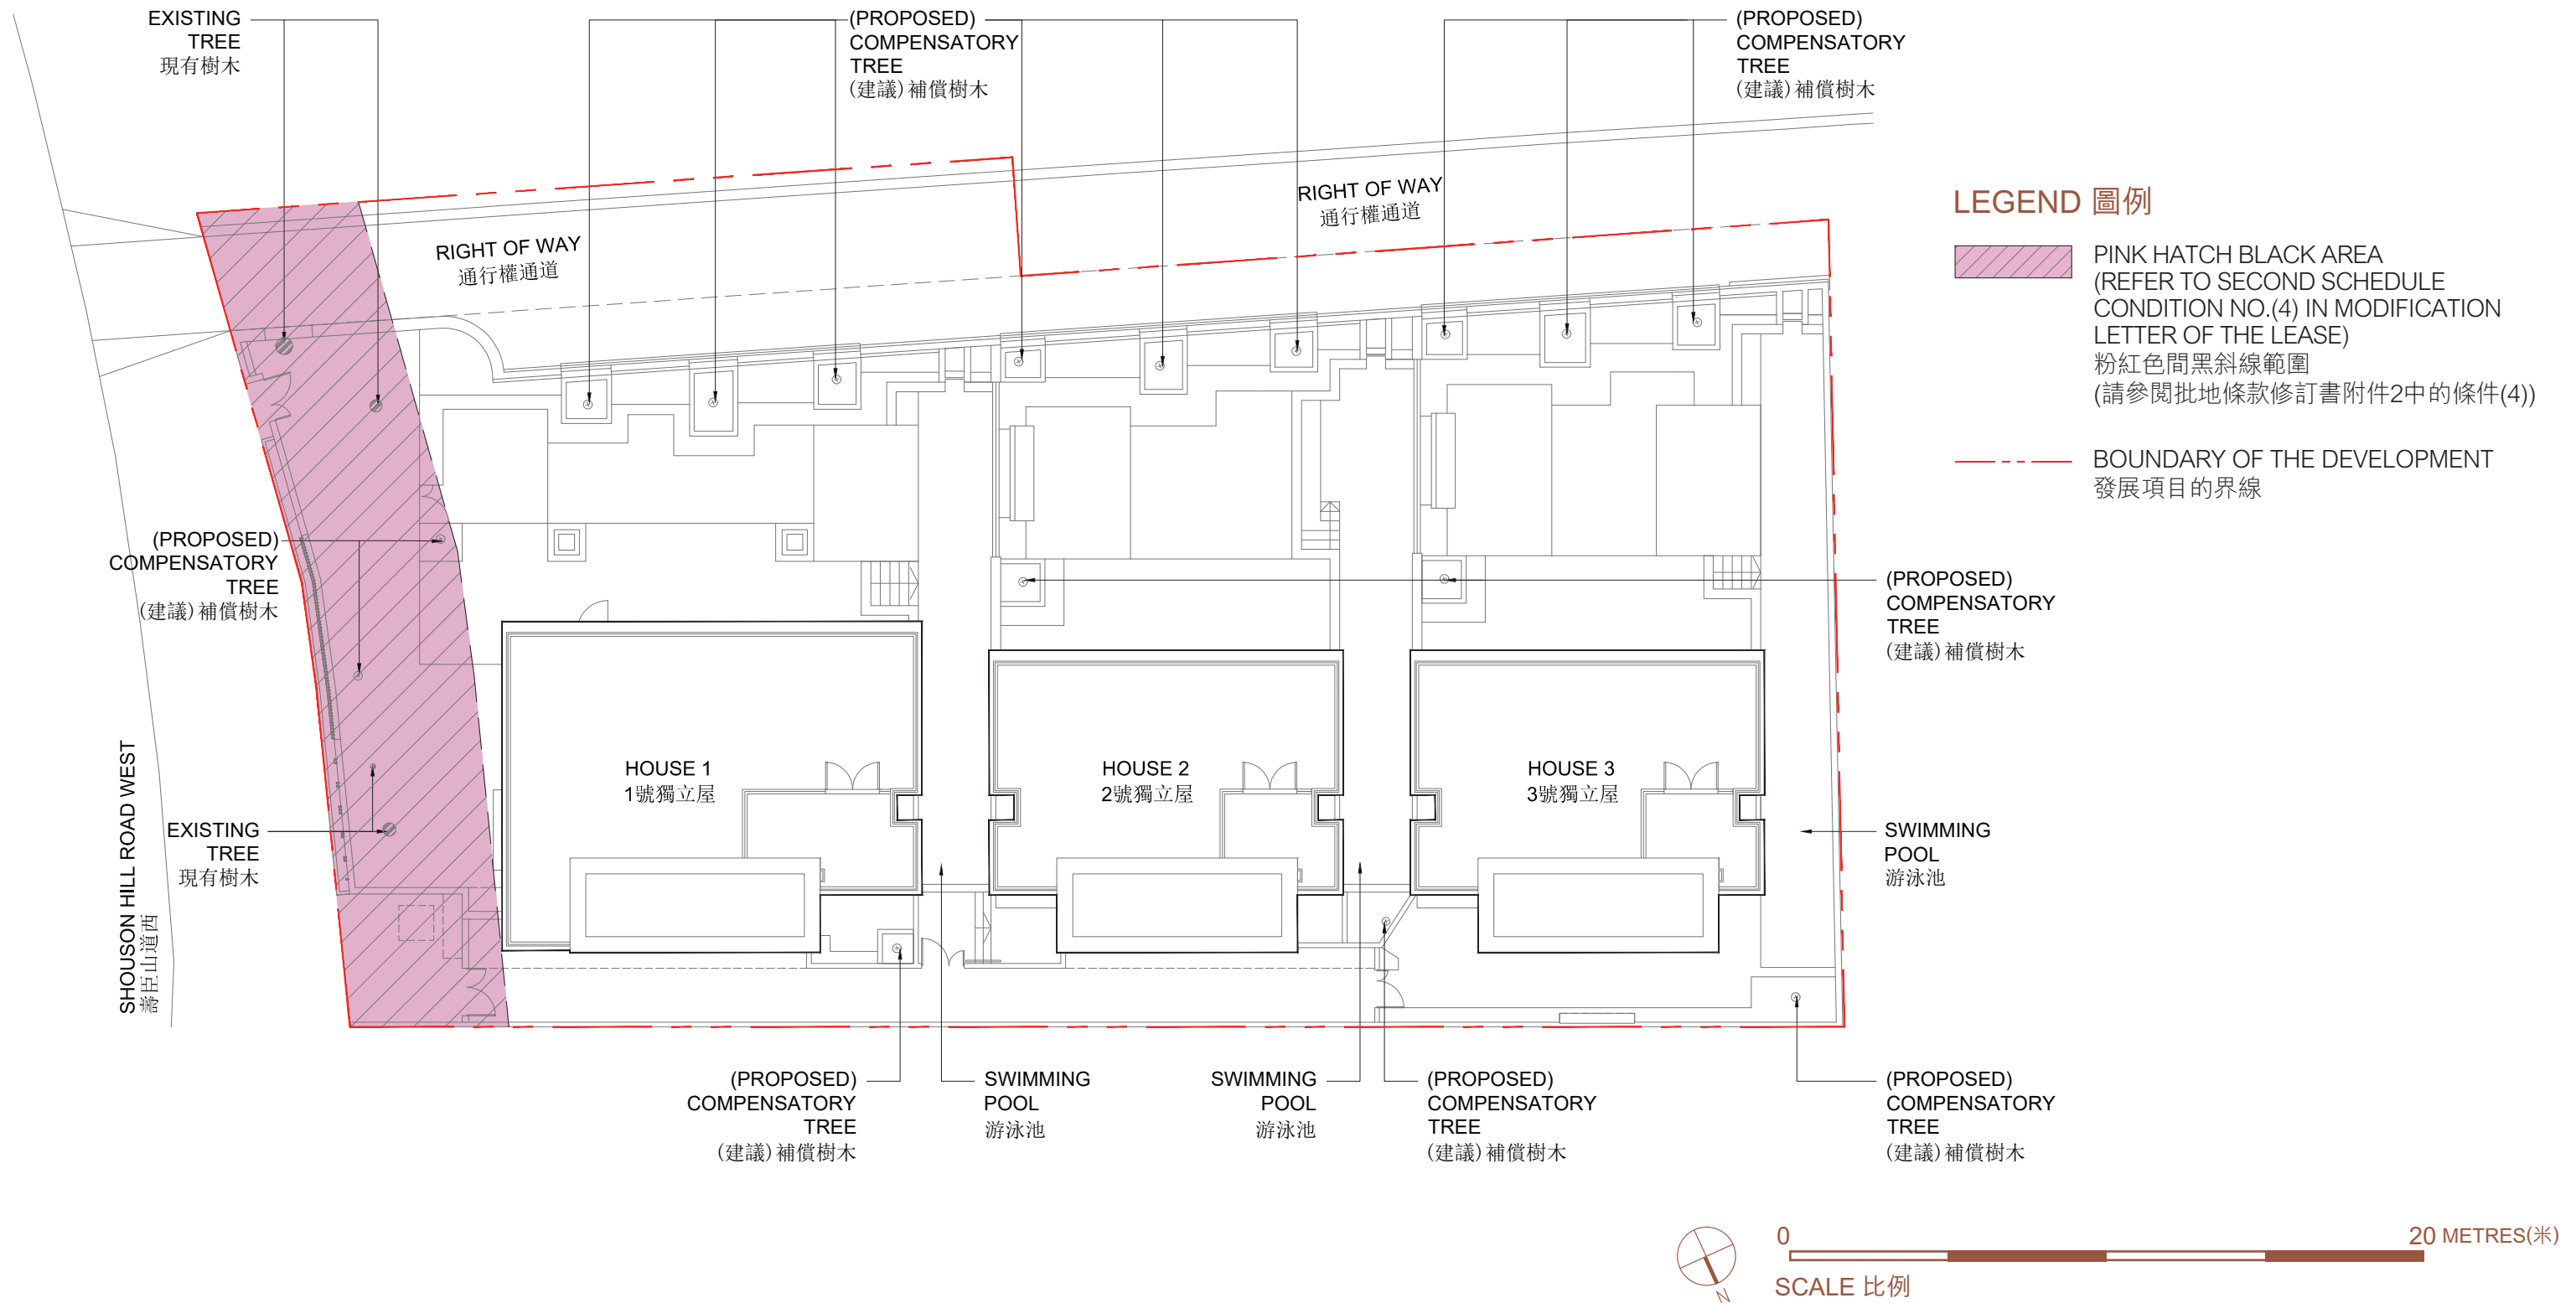 EXISTING
TREE
現有樹木
(PROPOSED)
COMPENSATORY
TREE
(建議)補償樹木
(PROPOSED)
COMPENSATORY
TREE
(建議)補償樹木
RIGHT OF WAY
通行權通道
RIGHT OF WAY
通行權通道
LEGEND 圖例
PINK HATCH BLACK AREA
(REFER TO SECOND SCHEDULE
CONDITION NO.(4) IN MODIFICATION
LETTER OF THE LEASE)
粉紅色間黑斜線範圍
(請參閱批地條款修訂書附件2中的條件(4))
BOUNDARY OF THE DEVELOPMENT
發展項目的界線
(PROPOSED)
COMPENSATORY
TREE
(建議)補償樹木
(PROPOSED)
COMPENSATORY
TREE
(建議)補償樹木
SHOUSON HILL ROAD WEST
壽臣山道西
EXISTING
TREE
現有樹木
HOUSE 1
1號獨立屋
HOUSE 2
2號獨立屋
HOUSE 3
3號獨立屋
SWIMMING
POOL
游泳池
(PROPOSED)
COMPENSATORY
TREE
(建議)補償樹木
SWIMMING
POOL
游泳池
SWIMMING
POOL
游泳池
(PROPOSED)
COMPENSATORY
TREE
(建議)補償樹木
(PROPOSED)
COMPENSATORY
TREE
(建議)補償樹木
N
0
20 METRES(米)
SCALE 比例